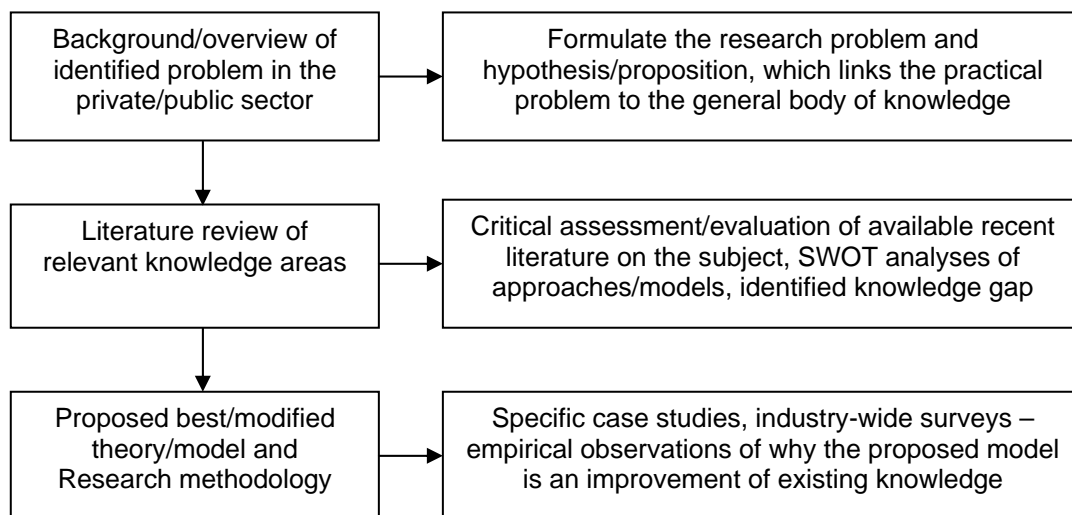 Background/overview of
identified problem in the
private/public sector
Formulate the research problem and
hypothesis/proposition, which links the practical
problem to the general body of knowledge
Literature review of
relevant knowledge areas
Critical assessment/evaluation of available recent
literature on the subject, SWOT analyses of
approaches/models, identified knowledge gap
Proposed best/modified
theory/model and
Research methodology
Specific case studies, industry-wide surveys –
empirical observations of why the proposed model
is an improvement of existing knowledge